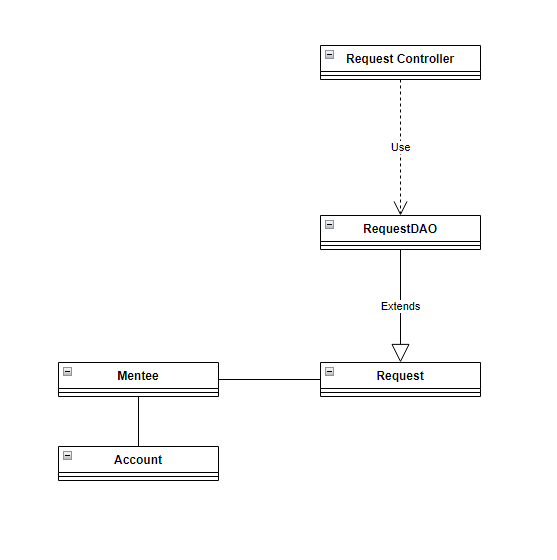 Request Controller
Use
RequestDAO
Extends
Mentee
Request
Account